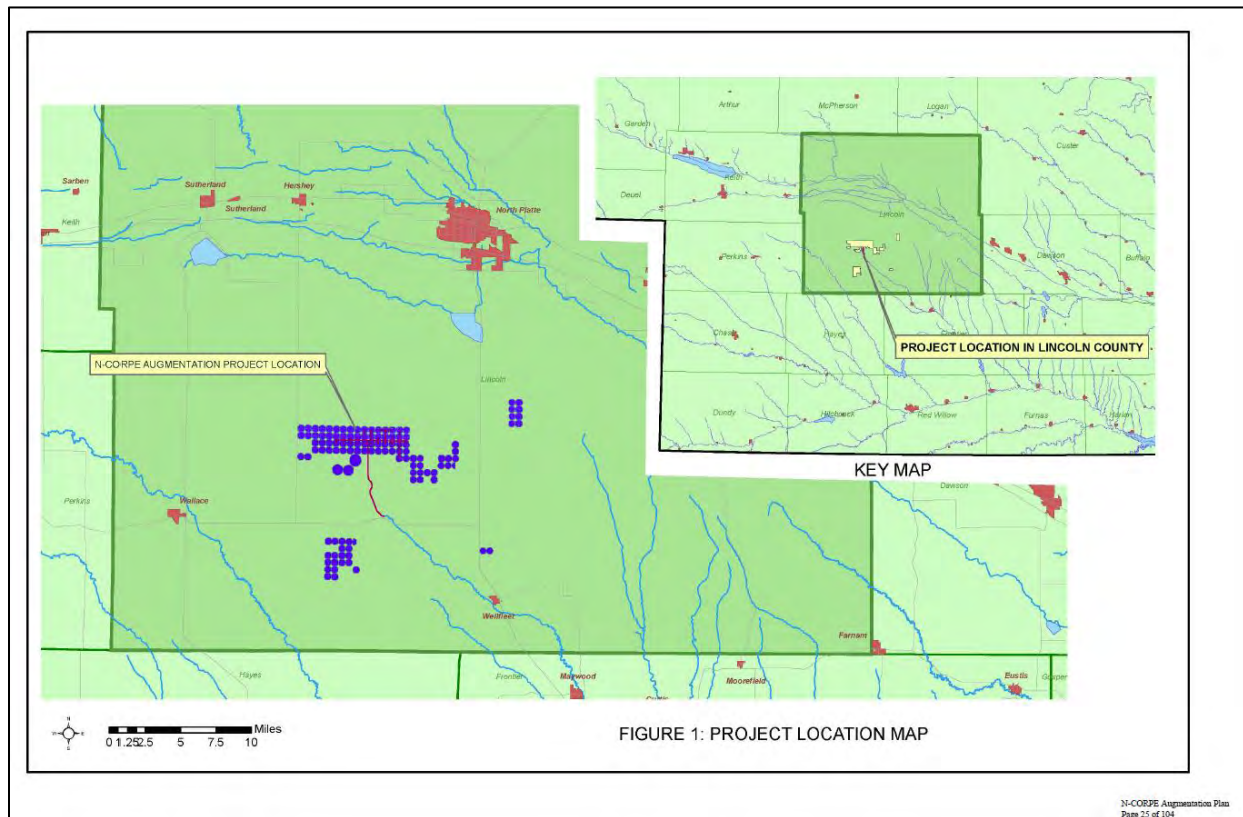 Arthur
McPherson
Logan
Garden
Custer
Keith
Deuel
Lincoln
Perkins
Dawson
Buffalo
Chase
Hayes
PROJECT LOCATION IN LINCOLN COUNTY
Dundy
Hitchcock
Red Willow
Furnas
Harlan
KEY MAP
Sarben
Sutherland
Hershey
Sutherland
North Platte
Keith
N-CORPE AUGMENTATION PROJECT LOCATION
Lincoln
Perkins
Wallace
Dawson
Wellfleet
Farnam
Hayes
Frontier
Maywood
Moorefield
Eustis
Gosper
N
W
E
S
Miles
0 1.25 2.5 5 7.5 10
FIGURE 1: PROJECT LOCATION MAP
N-CORPE Augmentation Plan
Page 25 of 104